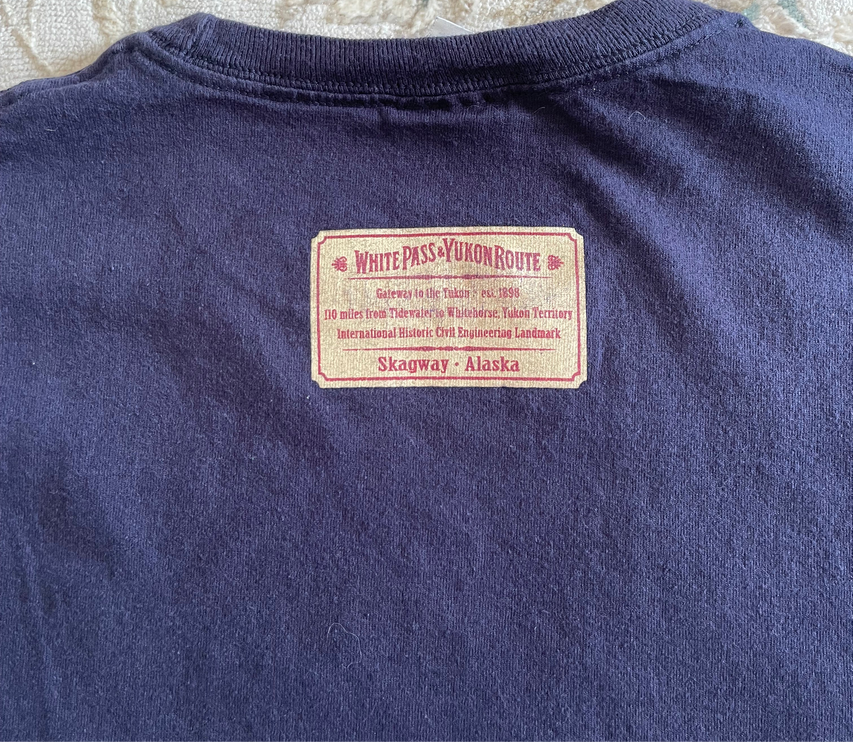 WHITE PASS & YUKON ROUTE
Gateway to the Yukon · est. 1898
110 miles from Tidewater to Whitehorse, Yukon Territory
International Historic Civil Engineering Landmark
Skagway · Alaska